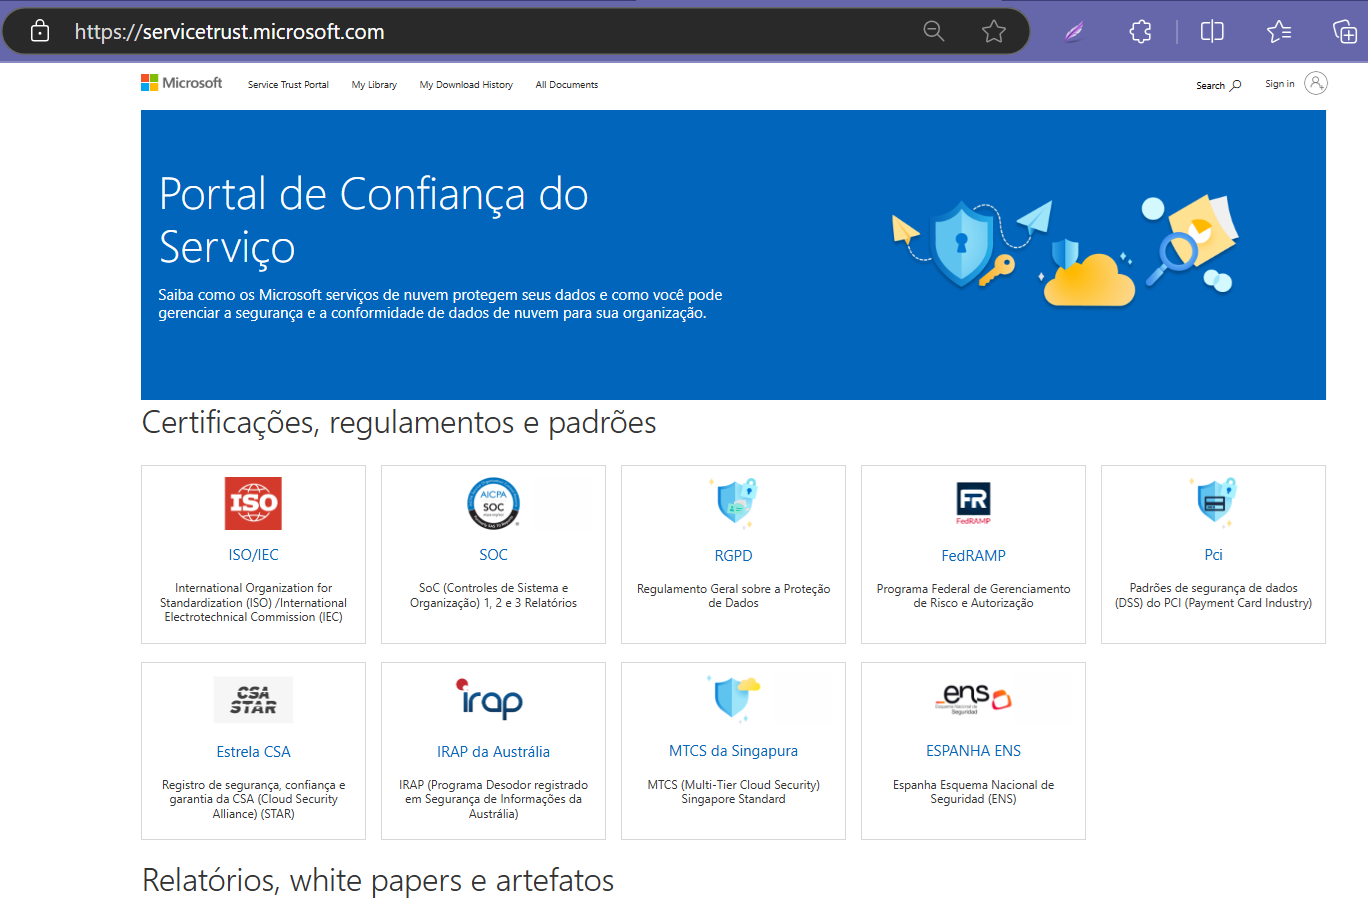 https://servicetrust.microsoft.com
Microsoft Service Trust Portal My Library My Download History All Documents Search Sign in
Portal de Confiança do
Serviço
Saiba como os Microsoft serviços de nuvem protegem seus dados e como você pode
gerenciar a segurança e a conformidade de dados de nuvem para sua organização.
Certificações, regulamentos e padrões
ISO
ISO/IEC
International Organization for
Standardization (ISO) /International
Electrotechnical Commission (IEC)
AICPA
SOC
SOC
SoC (Controles de Sistema e
Organização) 1, 2 e 3 Relatórios
RGPD
Regulamento Geral sobre a Proteção
de Dados
FR
FedRAMP
FedRAMP
Programa Federal de Gerenciamento
de Risco e Autorização
Pci
Padrões de segurança de dados
(DSS) do PCI (Payment Card Industry)
CSA
STAR
Estrela CSA
Registro de segurança, confiança e
garantia da CSA (Cloud Security
Alliance) (STAR)
irap
IRAP da Austrália
IRAP (Programa Desodor registrado
em Segurança de Informações da
Austrália)
MTCS da Singapura
MTCS (Multi-Tier Cloud Security)
Singapore Standard
ens
Esquema Nacional de
Seguridad
ESPANHA ENS
Espanha Esquema Nacional de
Seguridad (ENS)
Relatórios, white papers e artefatos